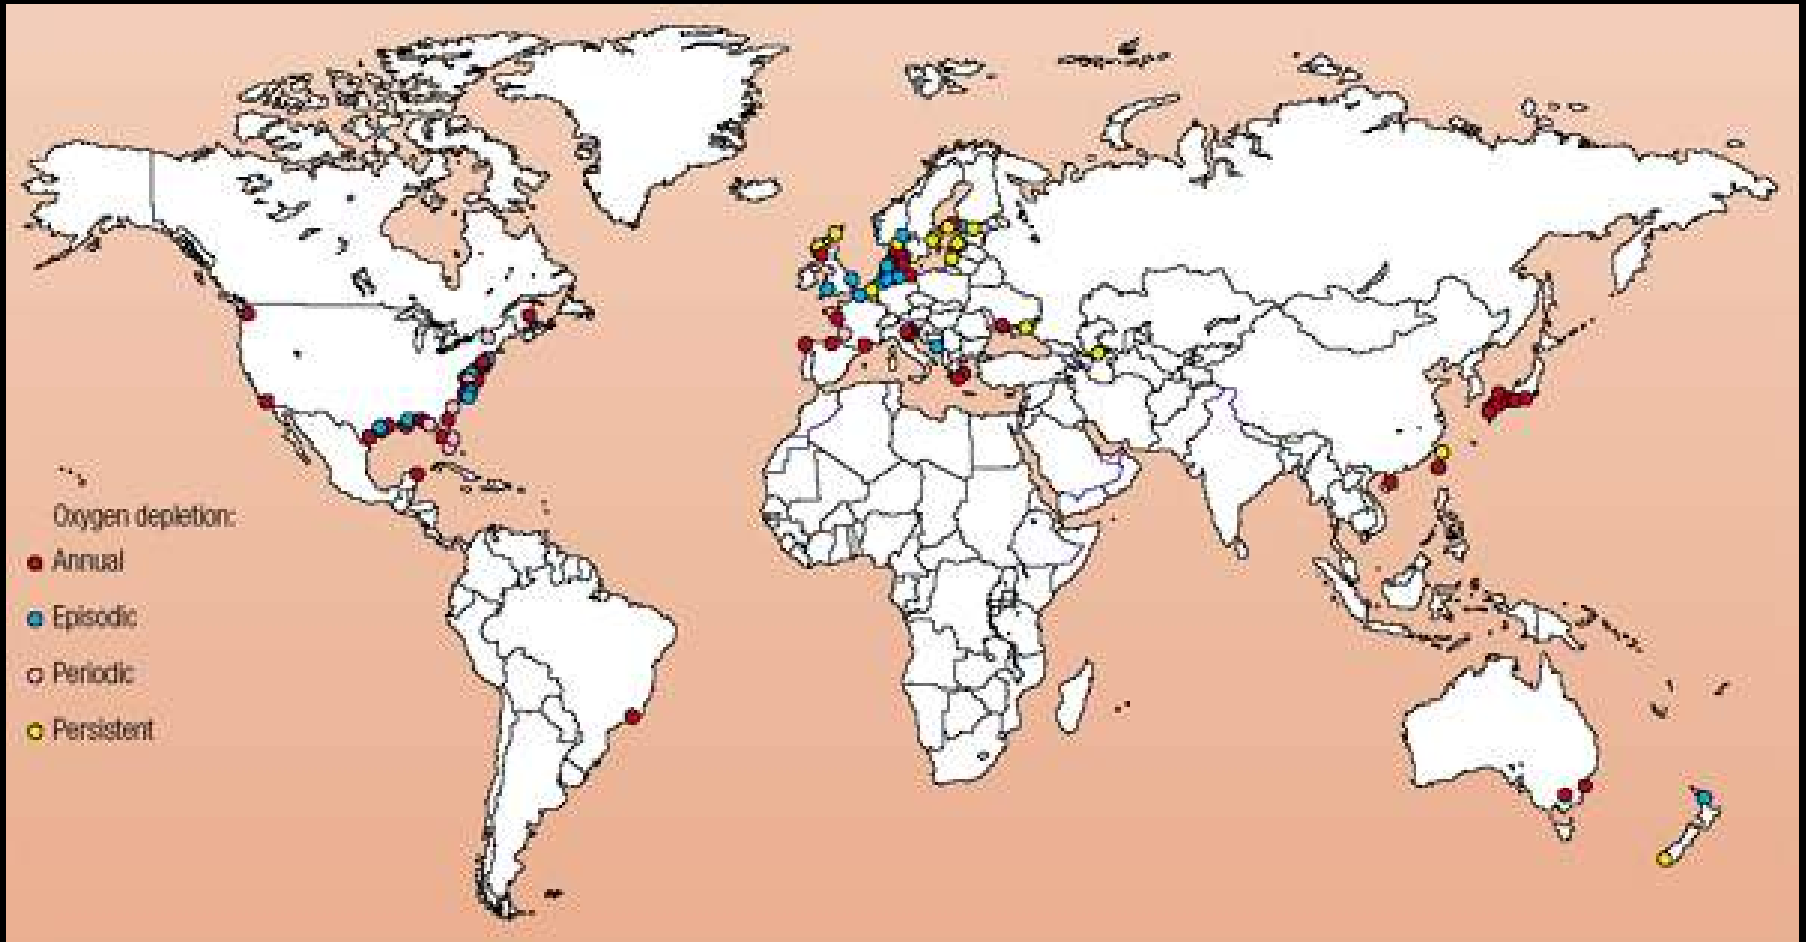 Oxygen depletion:
Annual
Episodic
Periodic
Persistent